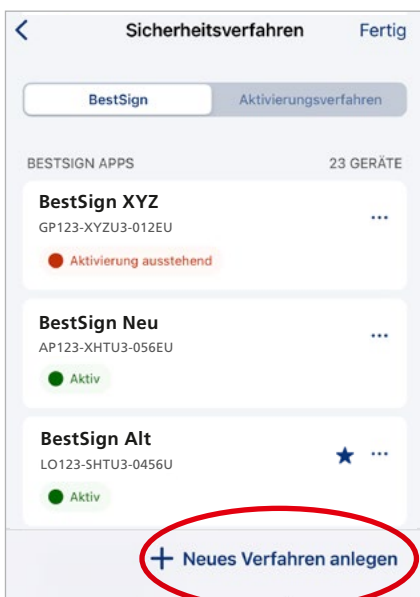 Sicherheitsverfahren Fertig
BestSign Aktivierungsverfahren
BESTSIGN APPS 23 GERÄTE
BestSign XYZ
GP123-XYZU3-012EU
Aktivierung ausstehend
BestSign Neu
AP123-XHTU3-056EU
Aktiv
BestSign Alt
LO123-SHTU3-0456U
Aktiv
+ Neues Verfahren anlegen